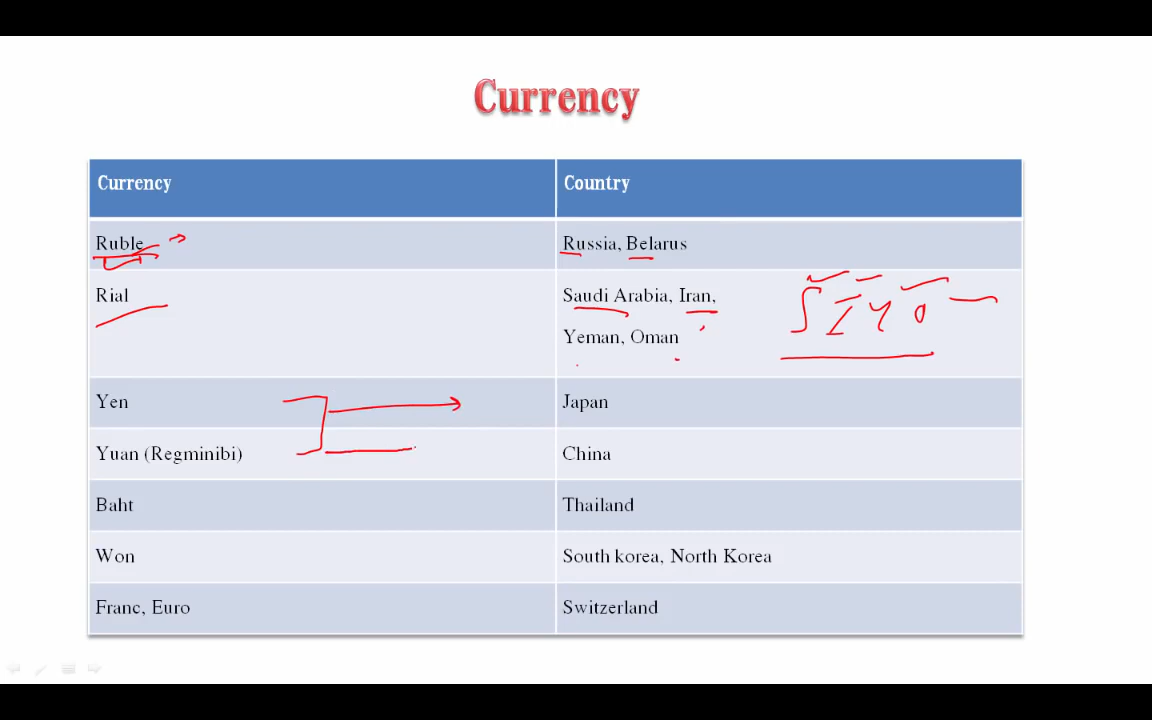 Currency
Currency Country
Ruble Russia, Belarus
Rial Saudi Arabia, Iran,
Yeman, Oman
S I Y O
Yen Japan
Yuan (Regminibi) China
Baht Thailand
Won South korea, North Korea
Franc, Euro Switzerland